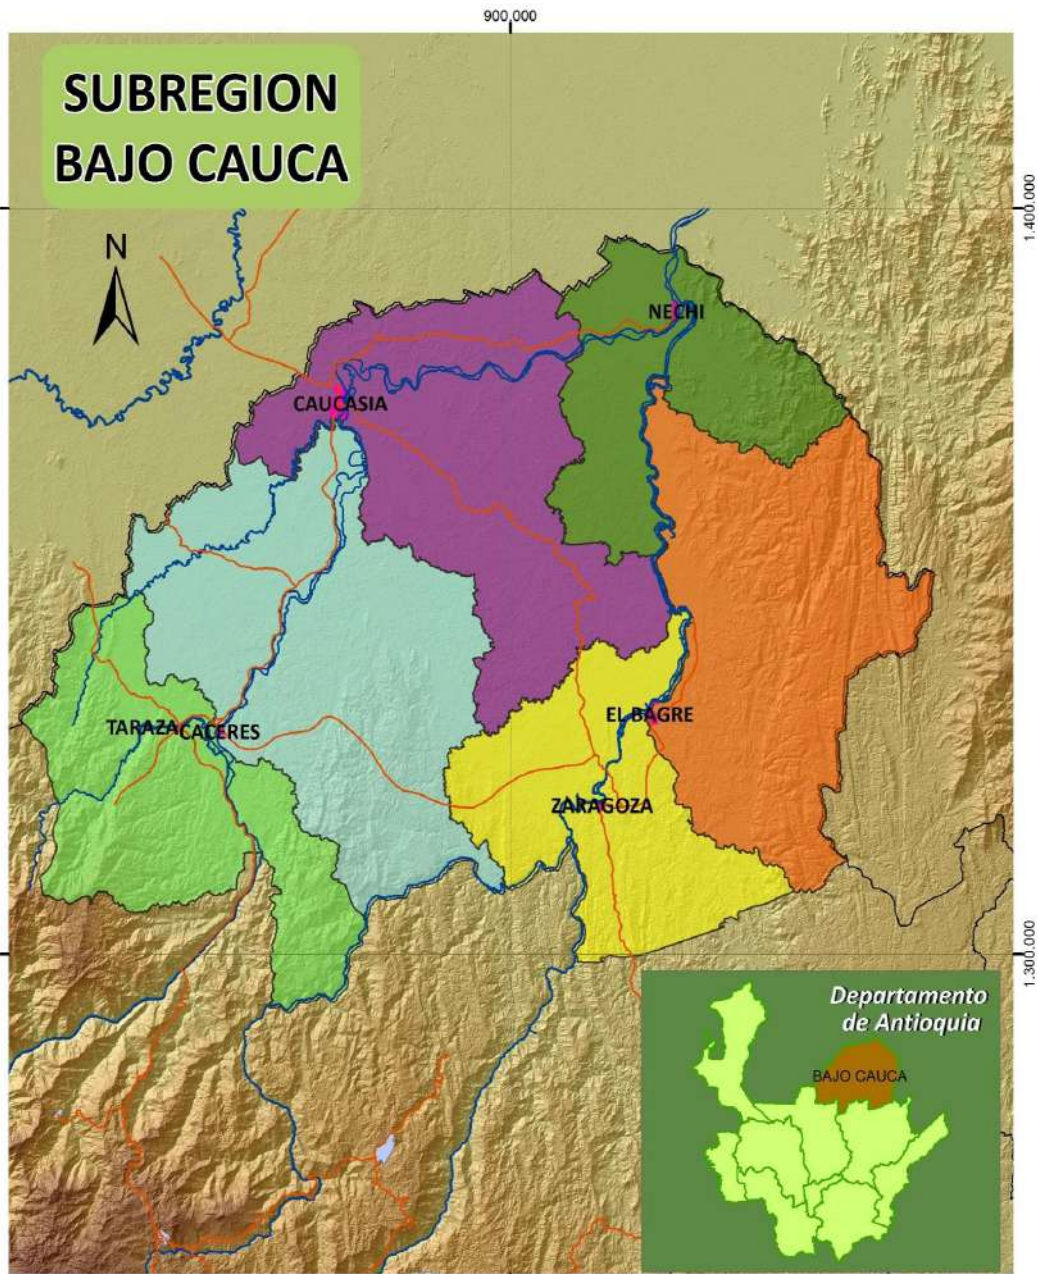 900,000
SUBREGION
BAJO CAUCA
1.400.000
N
NECHI
CAUCASIA
TARAZA
CACERES
EL BAGRE
ZARAGOZA
1.300.000
Departamento
de Antioquia
BAJO CAUCA